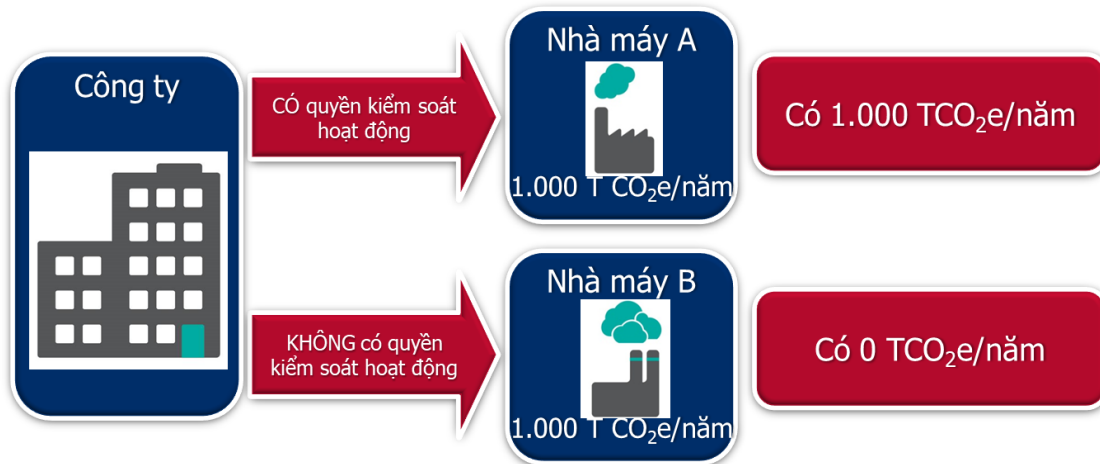 Công ty
CÓ quyền kiểm soát
hoạt động
Nhà máy A
1.000 T CO₂e/năm
Có 1.000 TCO₂e/năm
KHÔNG có quyền
kiểm soát hoạt động
Nhà máy B
1.000 T CO₂e/năm
Có 0 TCO₂e/năm